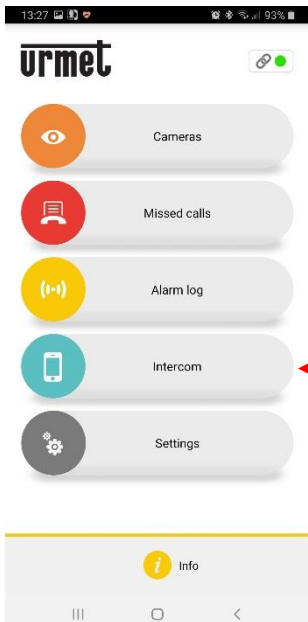 13:27 93%
urmet
Cameras
Missed calls
Alarm log
Intercom
Settings
i Info